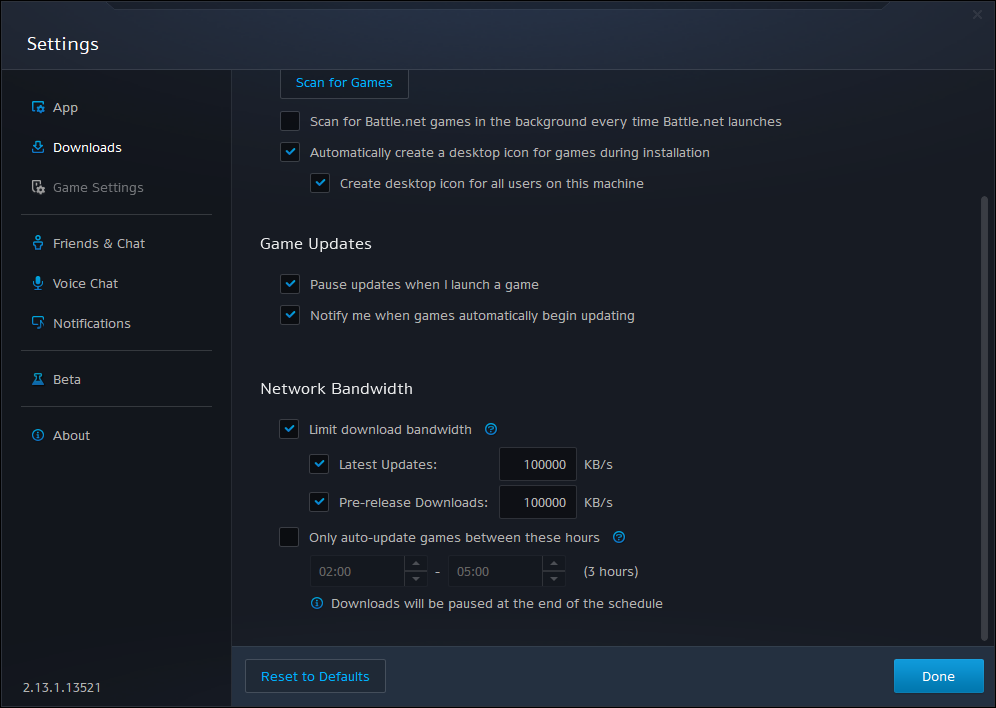 Settings
App
Downloads
Game Settings
Friends & Chat
Voice Chat
Notifications
Beta
About
2.13.1.13521
Scan for Games
Scan for Battle.net games in the background every time Battle.net launches
Automatically create a desktop icon for games during installation
Create desktop icon for all users on this machine
Game Updates
Pause updates when I launch a game
Notify me when games automatically begin updating
Network Bandwidth
Limit download bandwidth
Latest Updates: 100000 KB/s
Pre-release Downloads: 100000 KB/s
Only auto-update games between these hours
02:00 - 05:00 (3 hours)
Downloads will be paused at the end of the schedule
Reset to Defaults Done